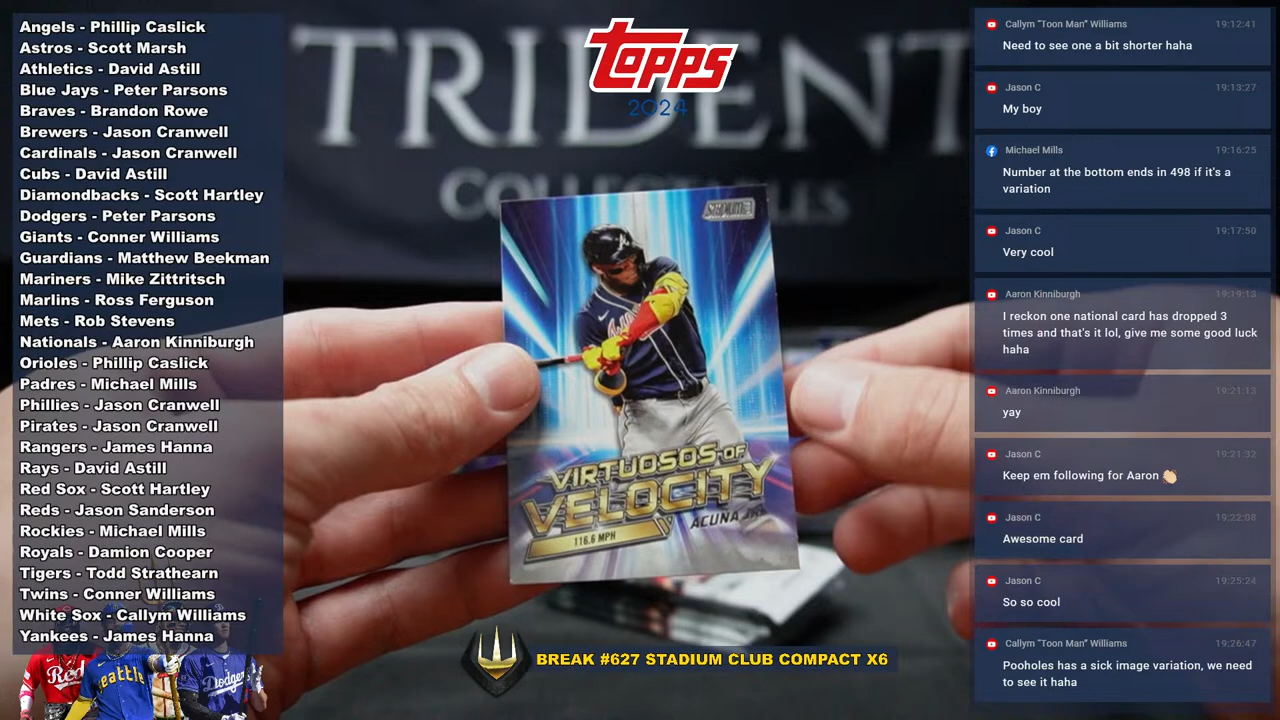 Angels - Phillip Caslick
Astros - Scott Marsh
Athletics - David Astill
Blue Jays - Peter Parsons
Braves - Brandon Rowe
Brewers - Jason Cranwell
Cardinals - Jason Cranwell
Cubs - David Astill
Diamondbacks - Scott Hartley
Dodgers - Peter Parsons
Giants - Conner Williams
Guardians - Matthew Beekman
Mariners - Mike Zittritsch
Marlins - Ross Ferguson
Mets - Rob Stevens
Nationals - Aaron Kinniburgh
Orioles - Phillip Caslick
Padres - Michael Mills
Phillies - Jason Cranwell
Pirates - Jason Cranwell
Rangers - James Hanna
Rays - David Astill
Red Sox - Scott Hartley
Reds - Jason Sanderson
Rockies - Michael Mills
Royals - Damion Cooper
Tigers - Todd Strathearn
Twins - Conner Williams
White Sox - Callym Williams
Yankees - James Hanna
Seattle
Dodgers
topps
2024
TRIDENT
VIRTUOSOS OF
VELOCITY
ACUÑA JR.
116.6 MPH
BREAK #627 STADIUM CLUB COMPACT X6
Callym "Toon Man" Williams 19:12:41
Need to see one a bit shorter haha
Jason C 19:13:27
My boy
Michael Mills 19:16:25
Number at the bottom ends in 498 if it's a
variation
Jason C 19:17:50
Very cool
Aaron Kinniburgh 19:19:13
I reckon one national card has dropped 3
times and that's it lol, give me some good luck
haha
Aaron Kinniburgh 19:21:13
yay
Jason C 19:21:32
Keep em following for Aaron 👏🏼
Jason C 19:22:08
Awesome card
Jason C 19:25:24
So so cool
Callym "Toon Man" Williams 19:26:47
Pooholes has a sick image variation, we need
to see it haha